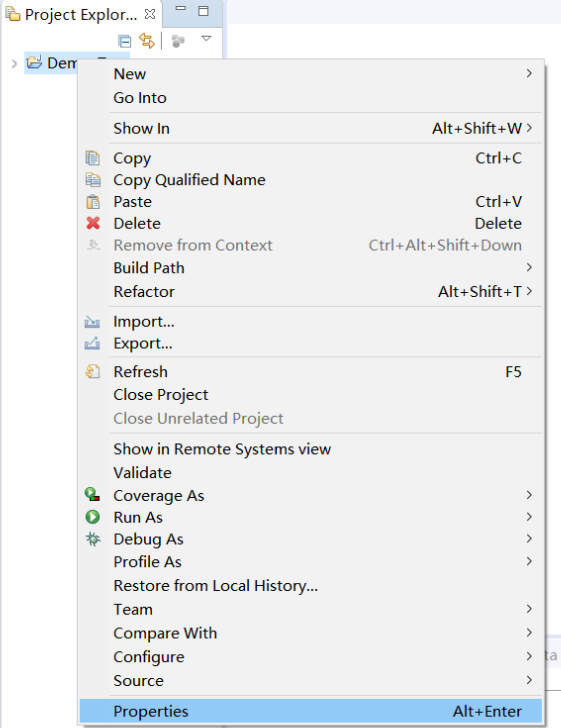 Project Explor...
New
Go Into
Show In Alt+Shift+W
Copy Ctrl+C
Copy Qualified Name
Paste Ctrl+V
Delete Delete
Remove from Context Ctrl+Alt+Shift+Down
Build Path
Refactor Alt+Shift+T
Import...
Export...
Refresh F5
Close Project
Close Unrelated Project
Show in Remote Systems view
Validate
Coverage As
Run As
Debug As
Profile As
Restore from Local History...
Team
Compare With
Configure
Source
Properties Alt+Enter